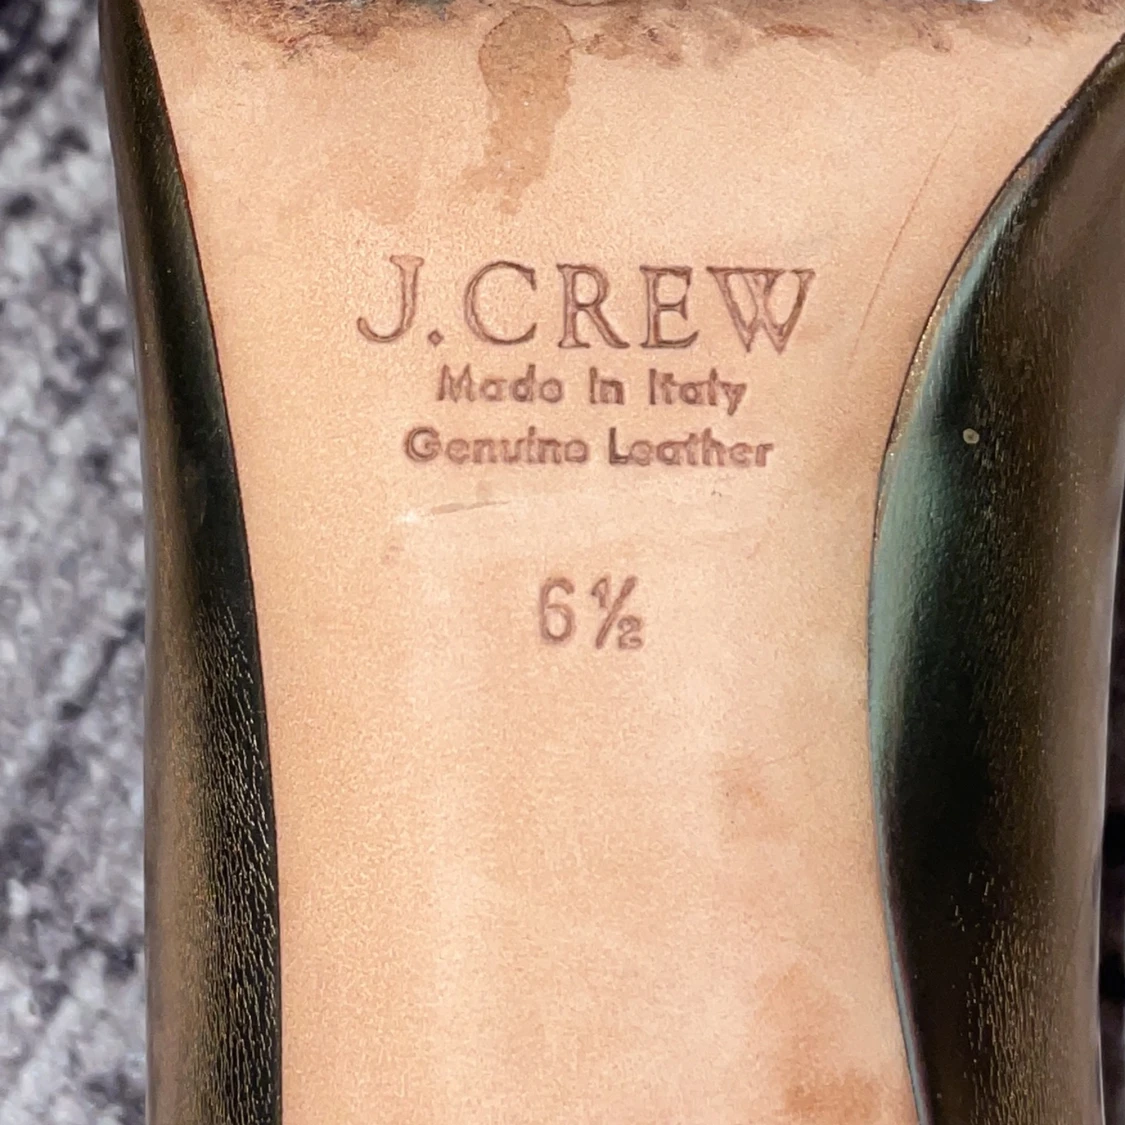 J.CREW
Made In Italy
Genuine Leather
6½